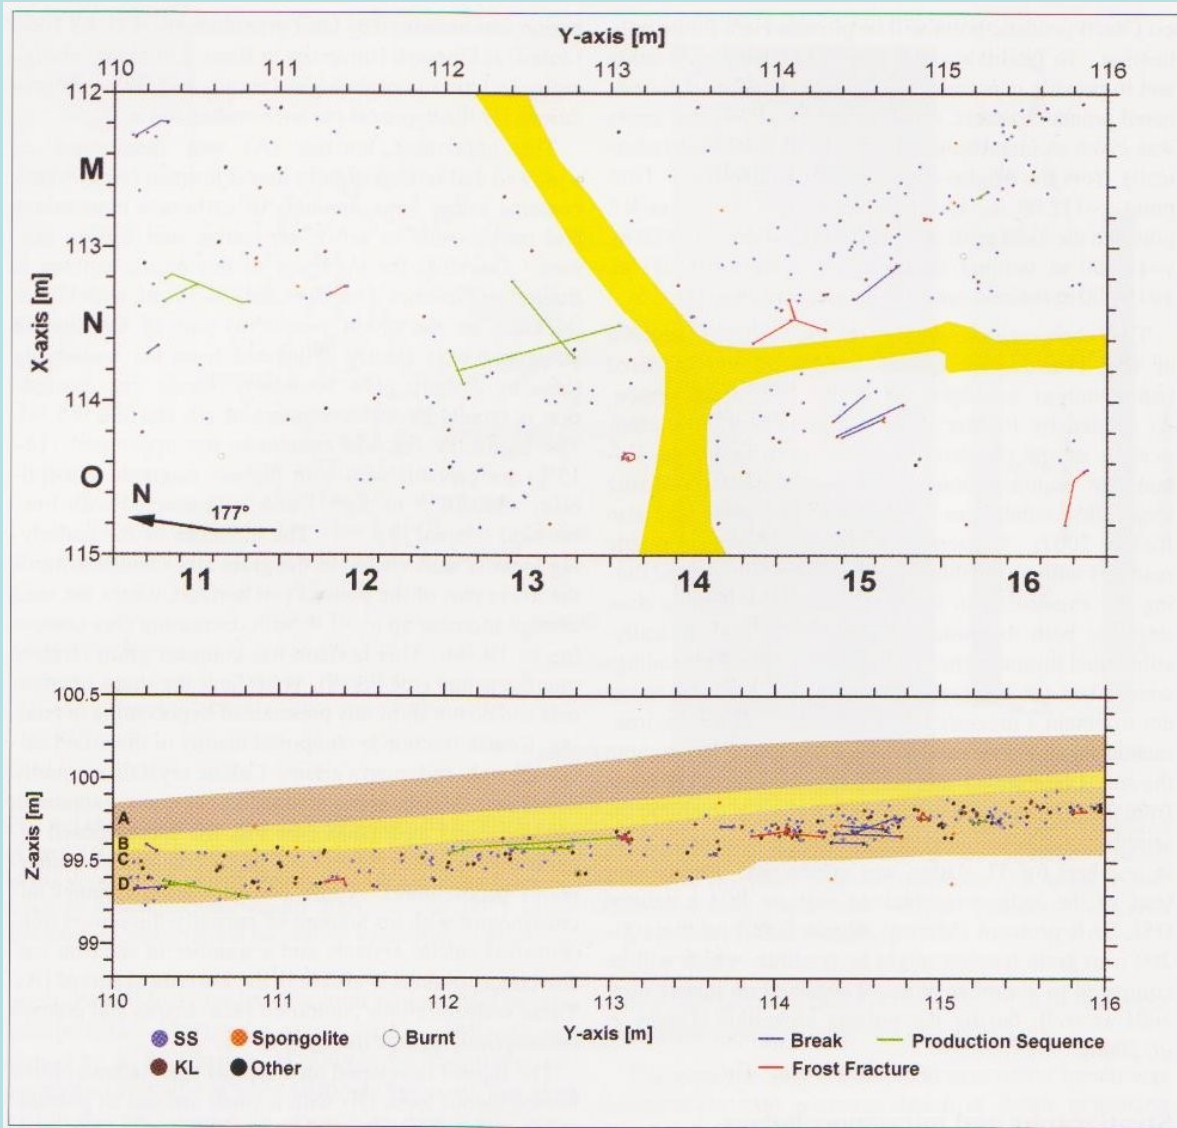 Y-axis [m]
110 111 112 113 114 115 116
112
M
113
X-axis [m]
N
114
O
N
177°
115
11 12 13 14 15 16
100.5
100
Z-axis [m]
A
B
99.5
C
D
99
110 111 112 113 114 115 116
Y-axis [m]
SS Spongolite Burnt
KL Other
Break Production Sequence
Frost Fracture